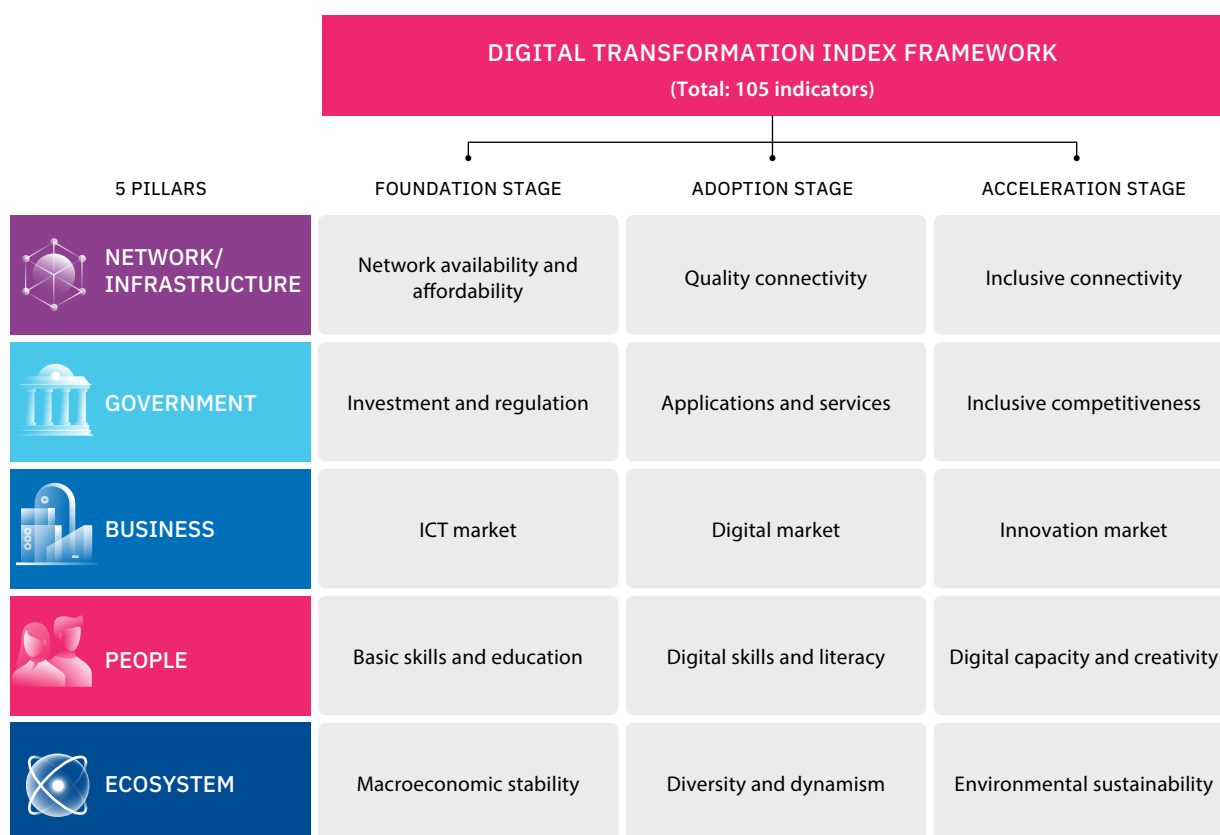 DIGITAL TRANSFORMATION INDEX FRAMEWORK
(Total: 105 indicators)
5 PILLARS
FOUNDATION STAGE
ADOPTION STAGE
ACCELERATION STAGE
NETWORK/
INFRASTRUCTURE
Network availability and
affordability
Quality connectivity
Inclusive connectivity
GOVERNMENT
Investment and regulation
Applications and services
Inclusive competitiveness
BUSINESS
ICT market
Digital market
Innovation market
PEOPLE
Basic skills and education
Digital skills and literacy
Digital capacity and creativity
ECOSYSTEM
Macroeconomic stability
Diversity and dynamism
Environmental sustainability